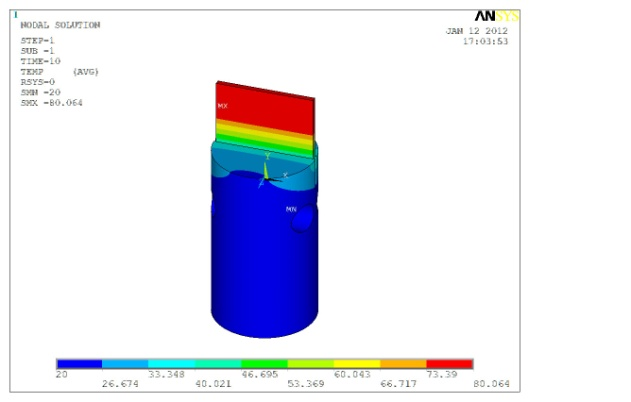 NODAL SOLUTION
STEP=1
SUB =1
TIME=10
TEMP (AVG)
RSYS=0
SMN =20
SMX =80.064
ANSYS
JAN 12 2012
17:03:53
MX
Y
X
Z
MN
20 33.348 46.695 60.043 73.39
26.674 40.021 53.369 66.717 80.064